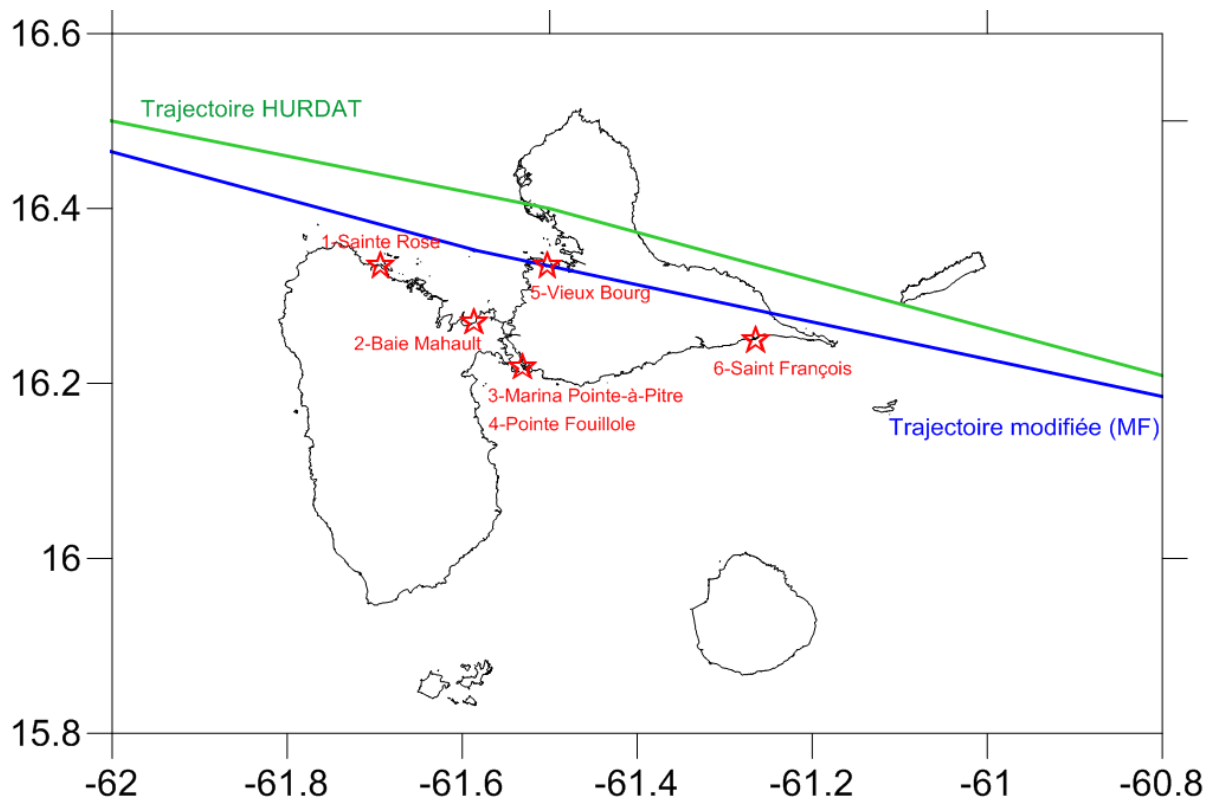 16.6
Trajectoire HURDAT
16.4
1-Sainte Rose
5-Vieux Bourg
2-Baie Mahault
6-Saint François
16.2
3-Marina Pointe-à-Pitre
4-Pointe Fouillole
Trajectoire modifiée (MF)
16
15.8
-62
-61.8
-61.6
-61.4
-61.2
-61
-60.8